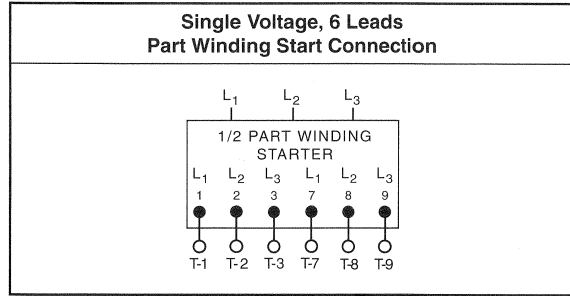 Single Voltage, 6 Leads
Part Winding Start Connection
L1 L2 L3
1/2 PART WINDING
STARTER
L1 L2 L3 L1 L2 L3
1 2 3 7 8 9
T-1 T-2 T-3 T-7 T-8 T-9